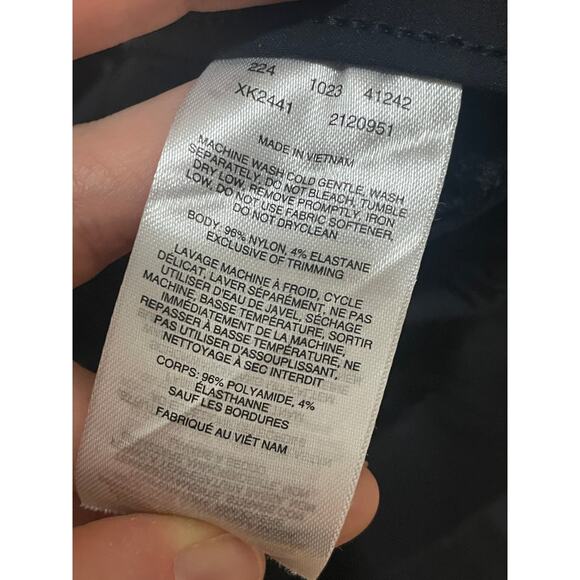 224 1023 41242
XK2441 2120951
MADE IN VIETNAM
MACHINE WASH COLD GENTLE, WASH
SEPARATELY, DO NOT BLEACH, TUMBLE
DRY LOW, REMOVE PROMPTLY, IRON
LOW, DO NOT USE FABRIC SOFTENER,
DO NOT DRYCLEAN
BODY, 96% NYLON, 4% ELASTANE
EXCLUSIVE OF TRIMMING
LAVAGE MACHINE À FROID, CYCLE
DÉLICAT, LAVER SÉPARÉMENT, NE PAS
UTILISER D'EAU DE JAVEL, SÉCHAGE
MACHINE, BASSE TEMPÉRATURE, SORTIR
IMMÉDIATEMENT DE LA MACHINE,
REPASSER À BASSE TEMPÉRATURE, NE
PAS UTILISER D'ASSOUPLISSANT,
NETTOYAGE À SEC INTERDIT
CORPS: 96% POLYAMIDE, 4%
ÉLASTHANNE
SAUF LES BORDURES
FABRIQUÉ AU VIÊT NAM